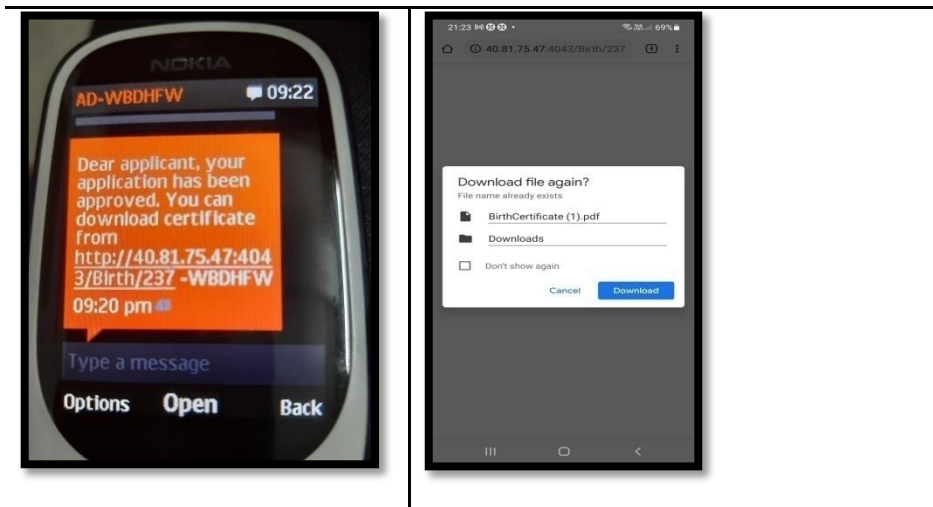 NOKIA
AD-WBDHFW 09:22
Dear applicant, your
application has been
approved. You can
download certificate
from
http://40.81.75.47:404
3/Birth/237 -WBDHFW
09:20 pm
Type a message
Options Open Back
21:23 69%
40.81.75.47:4043/Birth/237
Download file again?
File name already exists
BirthCertificate (1).pdf
Downloads
Don't show again
Cancel Download